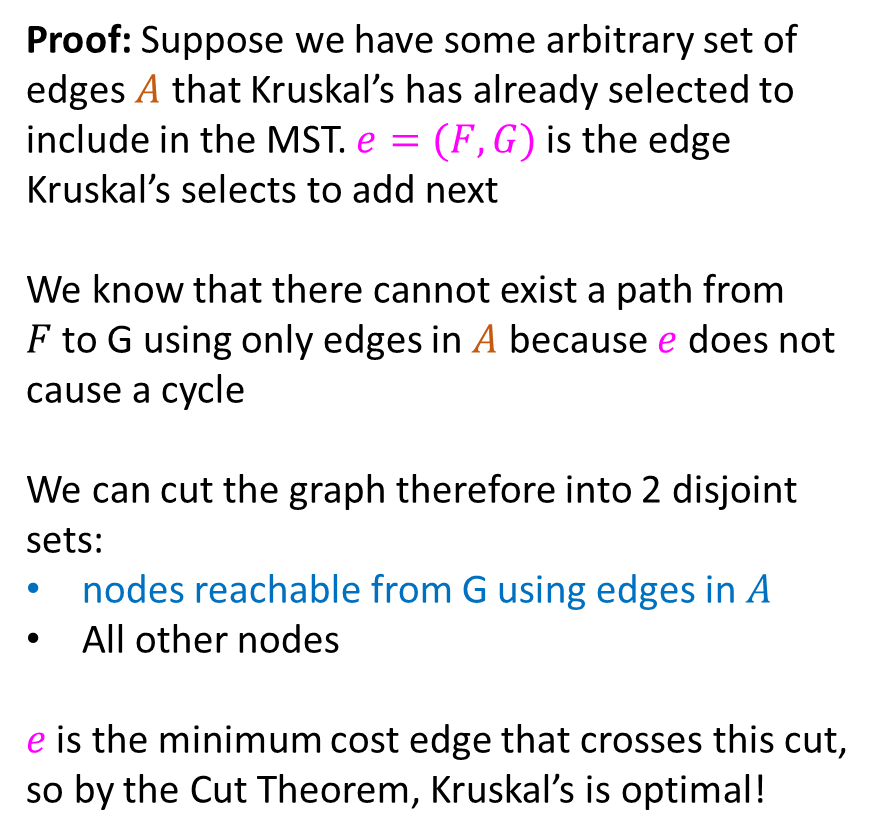 Proof: Suppose we have some arbitrary set of
edges A that Kruskal’s has already selected to
include in the MST. e = (F, G) is the edge
Kruskal’s selects to add next
We know that there cannot exist a path from
F to G using only edges in A because e does not
cause a cycle
We can cut the graph therefore into 2 disjoint
sets:
• nodes reachable from G using edges in A
• All other nodes
e is the minimum cost edge that crosses this cut,
so by the Cut Theorem, Kruskal’s is optimal!